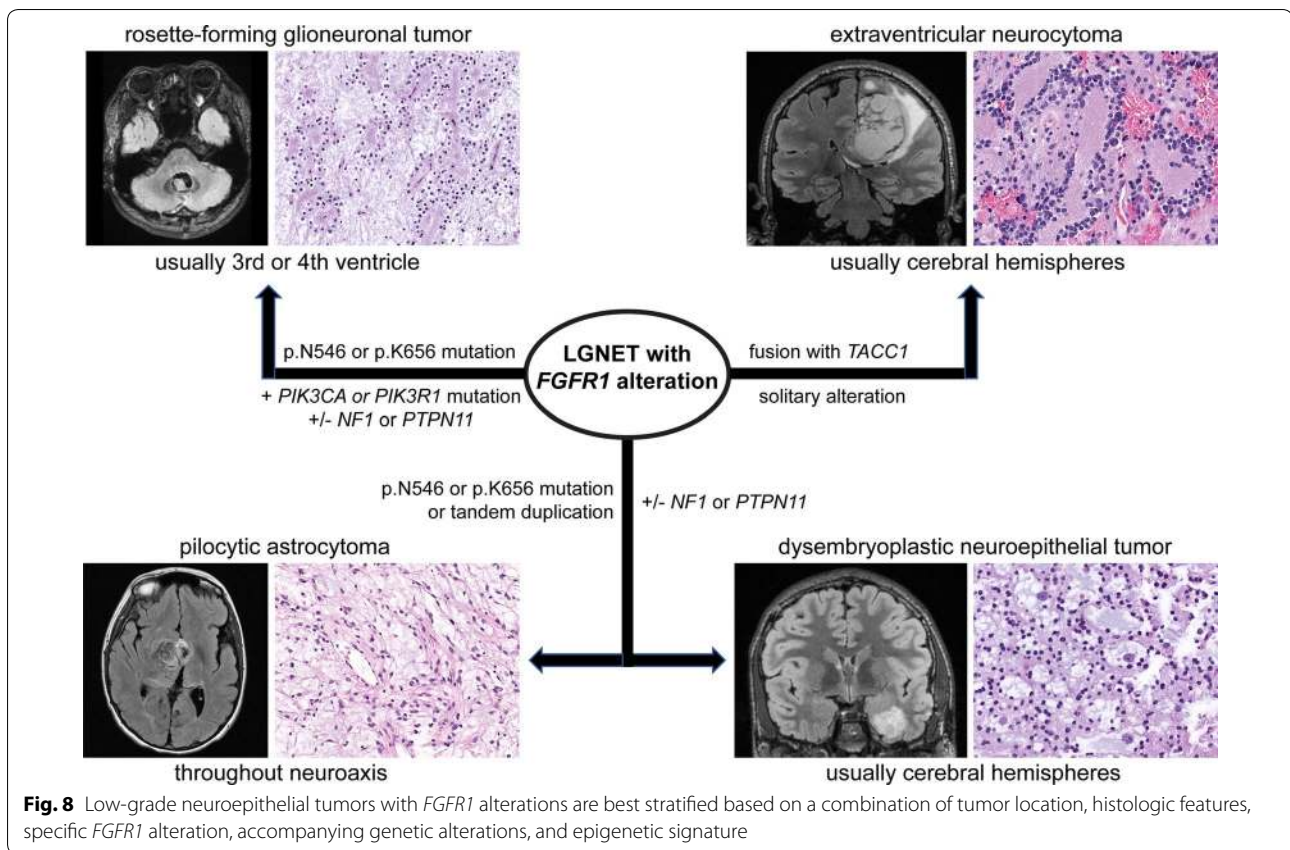 rosette-forming glioneuronal tumor
usually 3rd or 4th ventricle
extraventricular neurocytoma
usually cerebral hemispheres
LGNET with
FGFR1 alteration
p.N546 or p.K656 mutation
+ PIK3CA or PIK3R1 mutation
+/- NF1 or PTPN11
fusion with TACC1
solitary alteration
p.N546 or p.K656 mutation
or tandem duplication
+/- NF1 or PTPN11
pilocytic astrocytoma
throughout neuroaxis
dysembryoplastic neuroepithelial tumor
usually cerebral hemispheres
Fig. 8 Low-grade neuroepithelial tumors with FGFR1 alterations are best stratified based on a combination of tumor location, histologic features,
specific FGFR1 alteration, accompanying genetic alterations, and epigenetic signature